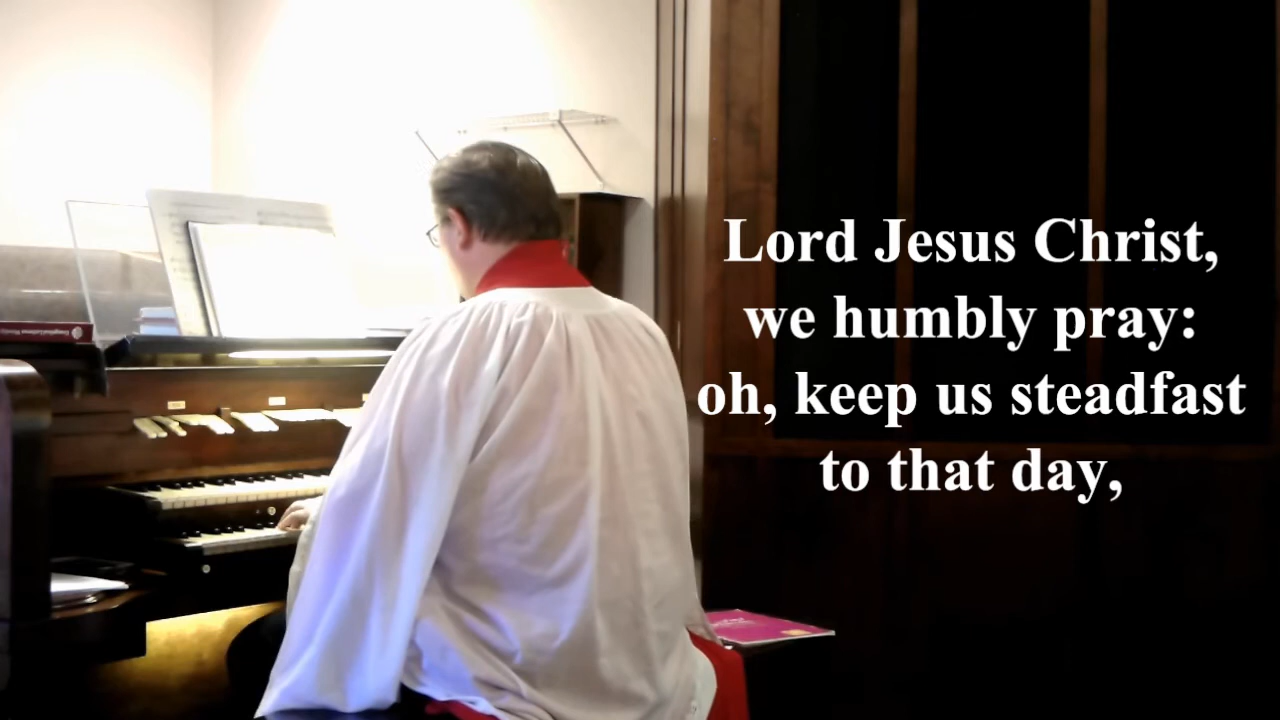 Lord Jesus Christ,
we humbly pray:
oh, keep us steadfast
to that day,